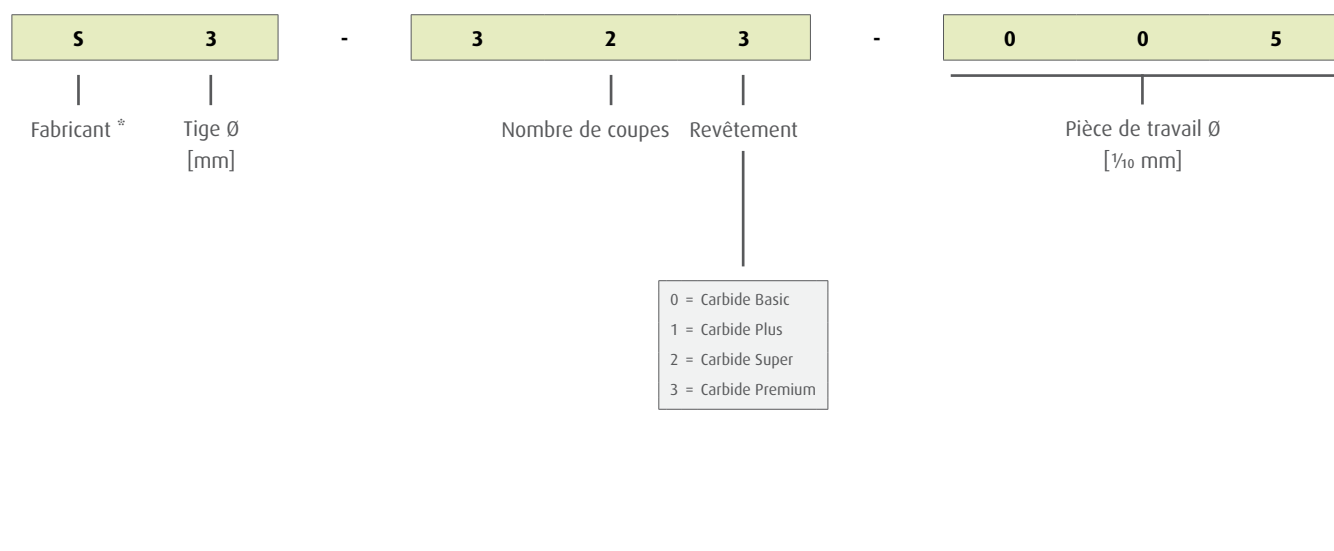 S 3 - 3 2 3 - 0 0 5
Fabricant * Tige Ø Nombre de coupes Revêtement Pièce de travail Ø
[mm] [⅒ mm]
0 = Carbide Basic
1 = Carbide Plus
2 = Carbide Super
3 = Carbide Premium